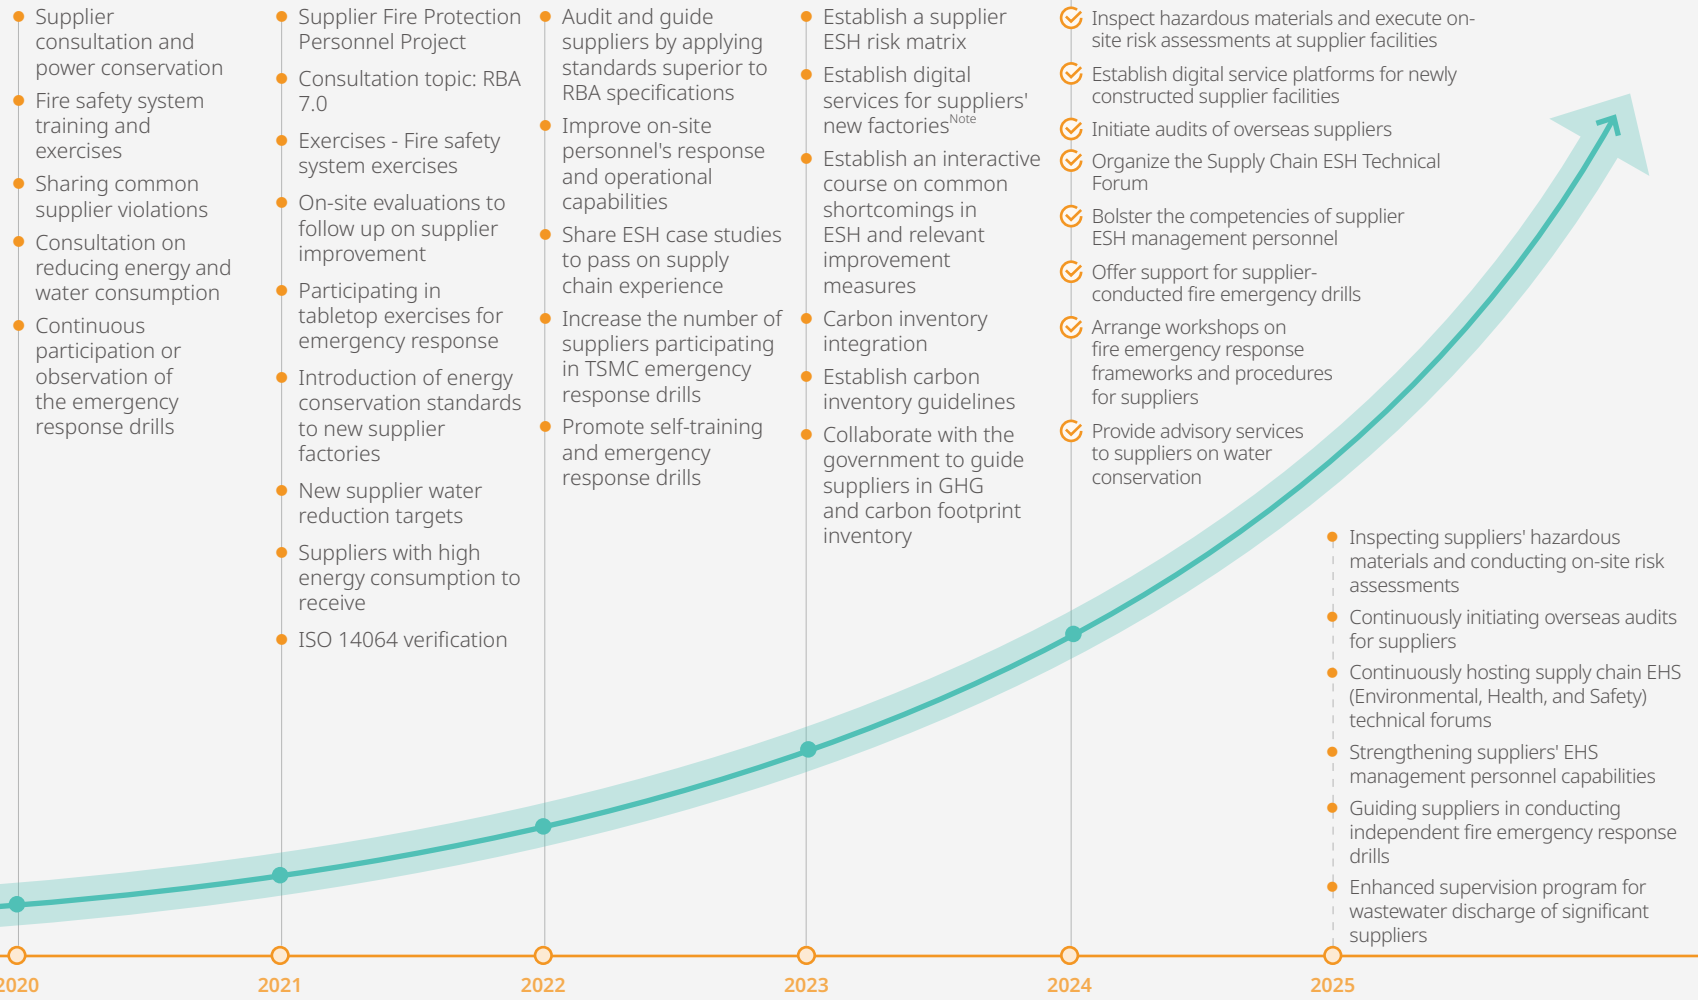 Supplier
consultation and
power conservation
Fire safety system
training and
exercises
Sharing common
supplier violations
Consultation on
reducing energy and
water consumption
Continuous
participation or
observation of
the emergency
response drills
Supplier Fire Protection
Personnel Project
Consultation topic: RBA
7.0
Exercises - Fire safety
system exercises
On-site evaluations to
follow up on supplier
improvement
Participating in
tabletop exercises for
emergency response
Introduction of energy
conservation standards
to new supplier
factories
New supplier water
reduction targets
Suppliers with high
energy consumption to
receive
ISO 14064 verification
Audit and guide
suppliers by applying
standards superior to
RBA specifications
Improve on-site
personnel's response
and operational
capabilities
Share ESH case studies
to pass on supply
chain experience
Increase the number of
suppliers participating
in TSMC emergency
response drills
Promote self-training
and emergency
response drills
Establish a supplier
ESH risk matrix
Establish digital
services for suppliers'
new factories Note
Establish an interactive
course on common
shortcomings in
ESH and relevant
improvement
measures
Carbon inventory
integration
Establish carbon
inventory guidelines
Collaborate with the
government to guide
suppliers in GHG
and carbon footprint
inventory
Inspect hazardous materials and execute on-
site risk assessments at supplier facilities
Establish digital service platforms for newly
constructed supplier facilities
Initiate audits of overseas suppliers
Organize the Supply Chain ESH Technical
Forum
Bolster the competencies of supplier
ESH management personnel
Offer support for supplier-
conducted fire emergency drills
Arrange workshops on
fire emergency response
frameworks and procedures
for suppliers
Provide advisory services
to suppliers on water
conservation
Inspecting suppliers' hazardous
materials and conducting on-site risk
assessments
Continuously initiating overseas audits
for suppliers
Continuously hosting supply chain EHS
(Environmental, Health, and Safety)
technical forums
Strengthening suppliers' EHS
management personnel capabilities
Guiding suppliers in conducting
independent fire emergency response
drills
Enhanced supervision program for
wastewater discharge of significant
suppliers
2020
2021
2022
2023
2024
2025